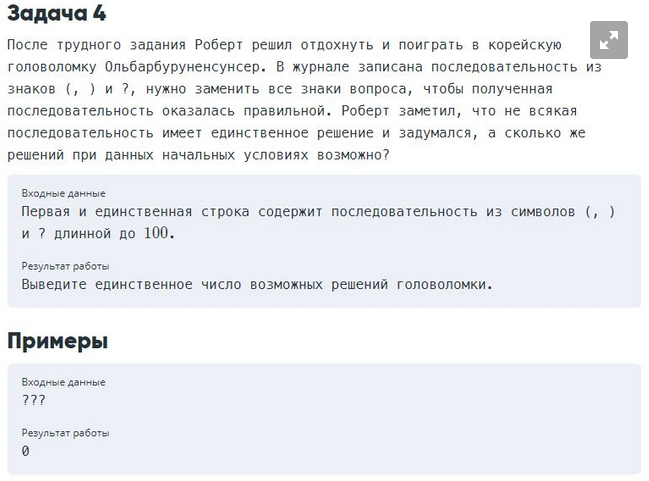 Задача 4
После трудного задания Роберт решил отдохнуть и поиграть в корейскую
головоломку Ольбарбуруненсунсер. В журнале записана последовательность из
знаков (, ) и ?, нужно заменить все знаки вопроса, чтобы полученная
последовательность оказалась правильной. Роберт заметил, что не всякая
последовательность имеет единственное решение и задумался, а сколько же
решений при данных начальных условиях возможно?
Входные данные
Первая и единственная строка содержит последовательность из символов (, )
и ? длинной до 100.
Результат работы
Выведите единственное число возможных решений головоломки.
Примеры
Входные данные
???
Результат работы
0